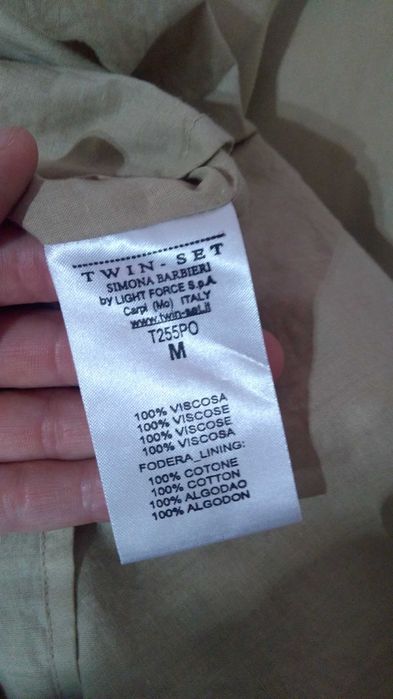 TWIN-SET
SIMONA BARBIERI
by LIGHT FORCE S.p.A.
Carpi (Mo) ITALY
www.twin-set.it
T255PO
M
100% VISCOSA
100% VISCOSE
100% VISCOSE
100% VISCOSA
FODERA_LINING:
100% COTONE
100% COTTON
100% ALGODAO
100% ALGODON